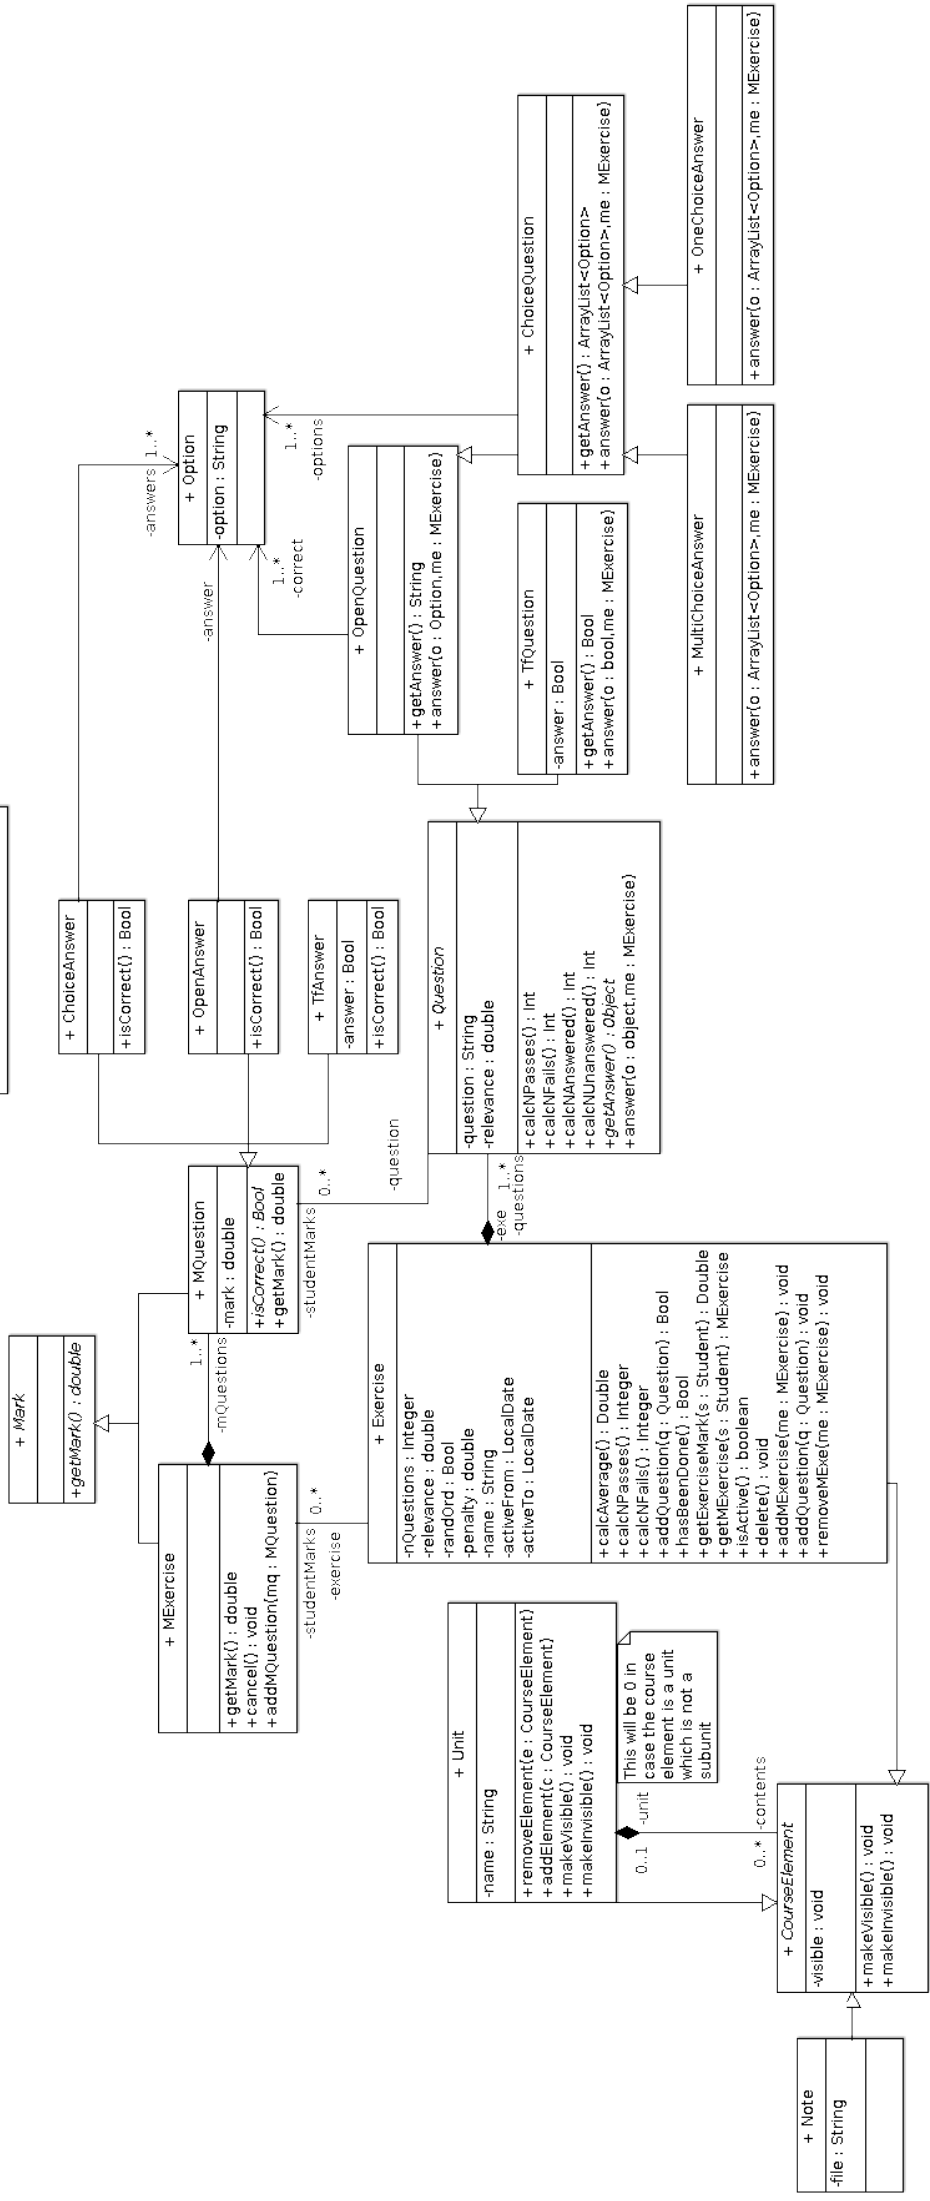 + Mark
+getMark() : double
+ MExercise
+getMark() : double
+cancel() : void
+addMQuestion(mq : MQuestion)
-mQuestions
1..*
+ MQuestion
-mark : double
+isCorrect() : Bool
+getMark() : double
+ ChoiceAnswer
+isCorrect() : Bool
+ OpenAnswer
+isCorrect() : Bool
+ TfAnswer
-answer : Bool
+isCorrect() : Bool
-answers
1..*
-answer
+ Option
-option : String
1..*
-correct
1..*
-options
-studentMarks
0..*
-exercise
-studentMarks
0..*
-question
+ Unit
-name : String
+removeElement(e : CourseElement)
+addElement(c : CourseElement)
+makeVisible() : void
+makeInvisible() : void
This will be 0 in
case the course
element is a unit
which is not a
subunit
+ Exercise
-nQuestions : Integer
-relevance : double
-randOrd : Bool
-penalty : double
-name : String
-activeFrom : LocalDate
-activeTo : LocalDate
+calcAverage() : Double
+calcNPasses() : Integer
+calcNFails() : Integer
+addQuestion(q : Question) : Bool
+hasBeenDone() : Bool
+getExerciseMark(s : Student) : Double
+getMExercise(s : Student) : MExercise
+isActive() : boolean
+delete() : void
+addMExercise(me : MExercise) : void
+addQuestion(q : Question) : void
+removeMExe(me : MExercise) : void
-exe
1..*
-questions
+ Question
-question : String
-relevance : double
+calcNPasses() : Int
+calcNFails() : Int
+calcNAnswered() : Int
+calcNUnanswered() : Int
+getAnswer() : Object
+answer(o : object,me : MExercise)
+ OpenQuestion
+getAnswer() : String
+answer(o : Option,me : MExercise)
+ TfQuestion
-answer : Bool
+getAnswer() : Bool
+answer(o : bool,me : MExercise)
+ ChoiceQuestion
+getAnswer() : ArrayList<Option>
+answer(o : ArrayList<Option>,me : MExercise)
+ MultiChoiceAnswer
+answer(o : ArrayList<Option>,me : MExercise)
+ OneChoiceAnswer
+answer(o : ArrayList<Option>,me : MExercise)
0..1
-unit
0..*
-contents
+ CourseElement
-visible : void
+makeVisible() : void
+makeInvisible() : void
+ Note
-file : String